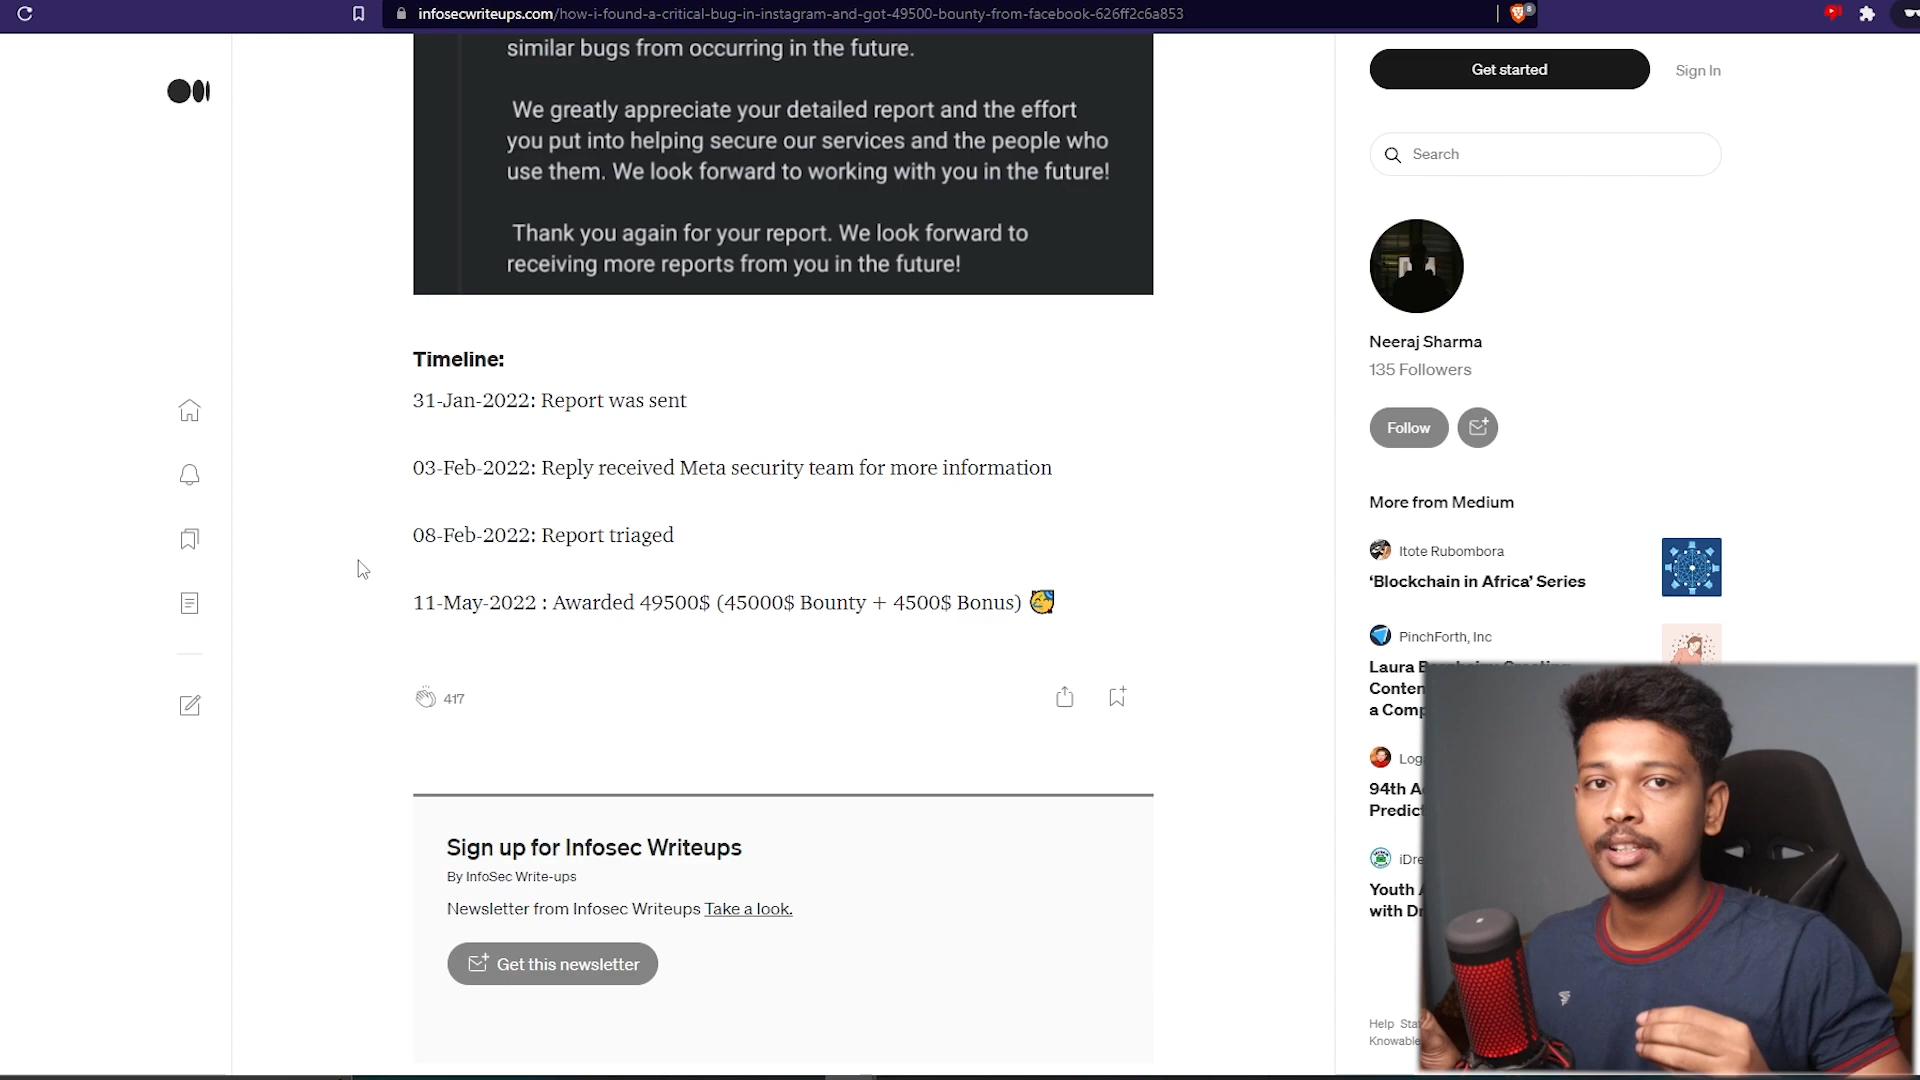 infosecwriteups.com/how-i-found-a-critical-bug-in-instagram-and-got-49500-bounty-from-facebook-626ff2c6a853
8
similar bugs from occurring in the future.
We greatly appreciate your detailed report and the effort
you put into helping secure our services and the people who
use them. We look forward to working with you in the future!
Thank you again for your report. We look forward to
receiving more reports from you in the future!
Timeline:
31-Jan-2022: Report was sent
03-Feb-2022: Reply received Meta security team for more information
08-Feb-2022: Report triaged
11-May-2022 : Awarded 49500$ (45000$ Bounty + 4500$ Bonus) 🥳
417
Sign up for Infosec Writeups
By InfoSec Write-ups
Newsletter from Infosec Writeups Take a look.
Get this newsletter
Get started
Sign In
Search
Neeraj Sharma
135 Followers
Follow
More from Medium
Itote Rubombora
‘Blockchain in Africa’ Series
PinchForth, Inc
Laura
Conten
a Comp
Log
94th A
Predic
iDre
Youth
with Dr
Help Sta
Knowable